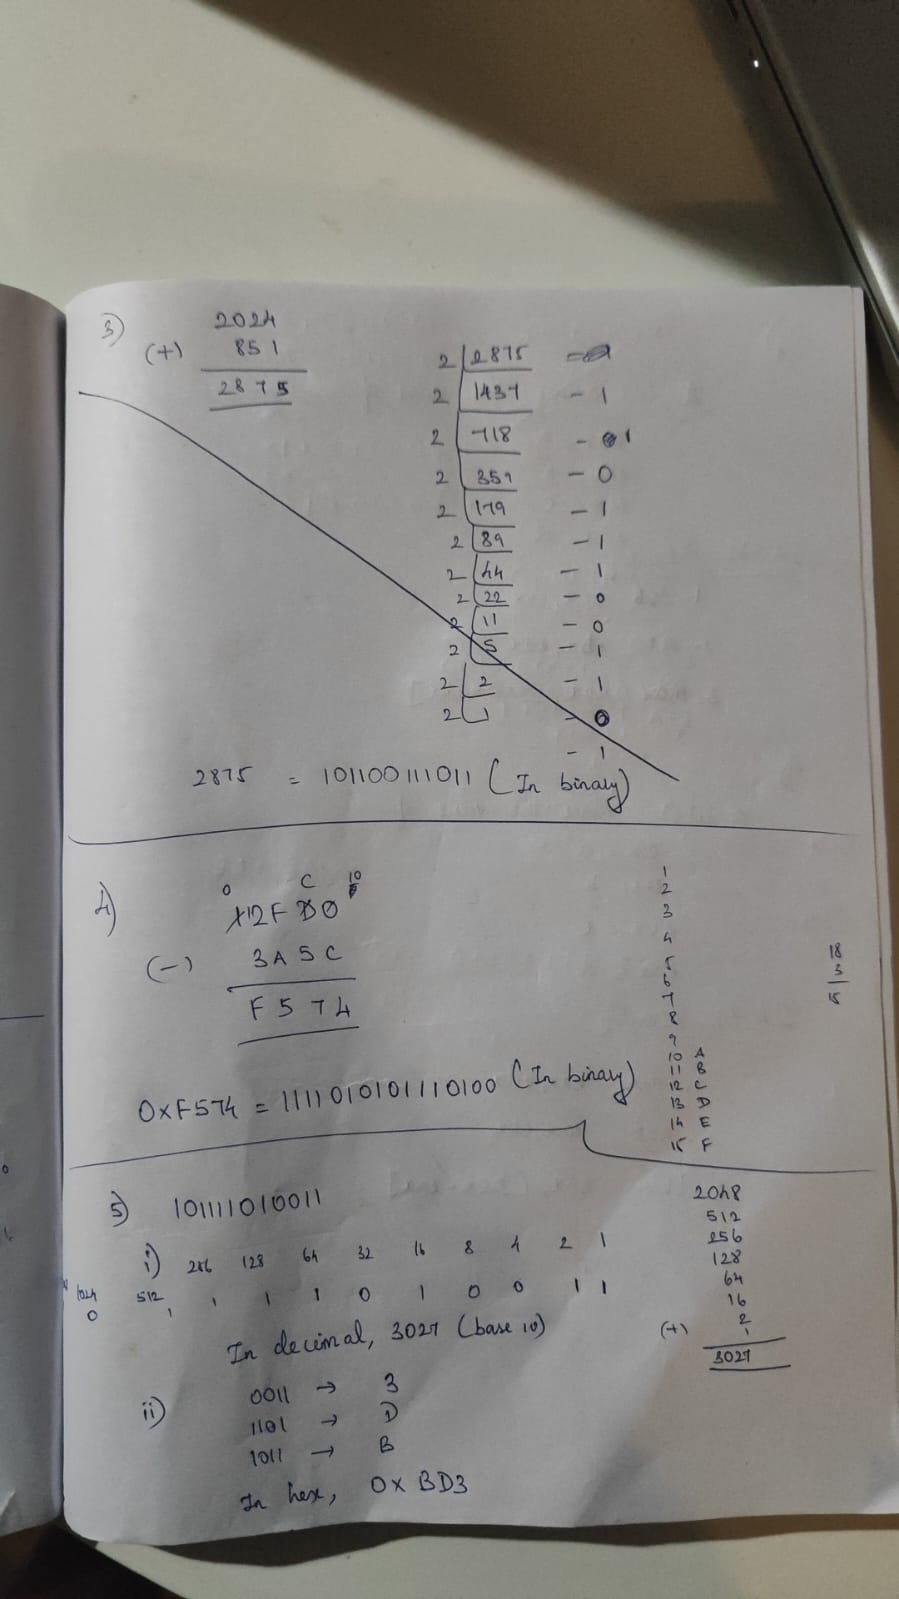 3)
2024
(+) 851
2875
2 2875
2 1437 - 1
2 718 - 1
2 359 - 0
2 179 - 1
2 89 - 1
2 44 - 1
2 22 - 0
2 11 - 0
2 5 - 1
2 2 - 1
2 1 - 0
- 1
2875 = 101100111011 (In binary)
4)
0 C 10
12FD0
(-) 3A5C
F574
0xF574 = 1111010101110100 (In binary)
1
2
3
4
5
6
7
8
9
10 A
11 B
12 C
13 D
14 E
15 F
18
3
15
5) 101111010011
i) 256 128 64 32 16 8 4 2 1
1024 512
0 1 1 1 1 0 1 0 0 1 1
In decimal, 3027 (base 10)
2048
512
256
128
64
16
2
(+) 1
3027
ii) 0011 → 3
1101 → D
1011 → B
In hex, 0x BD3